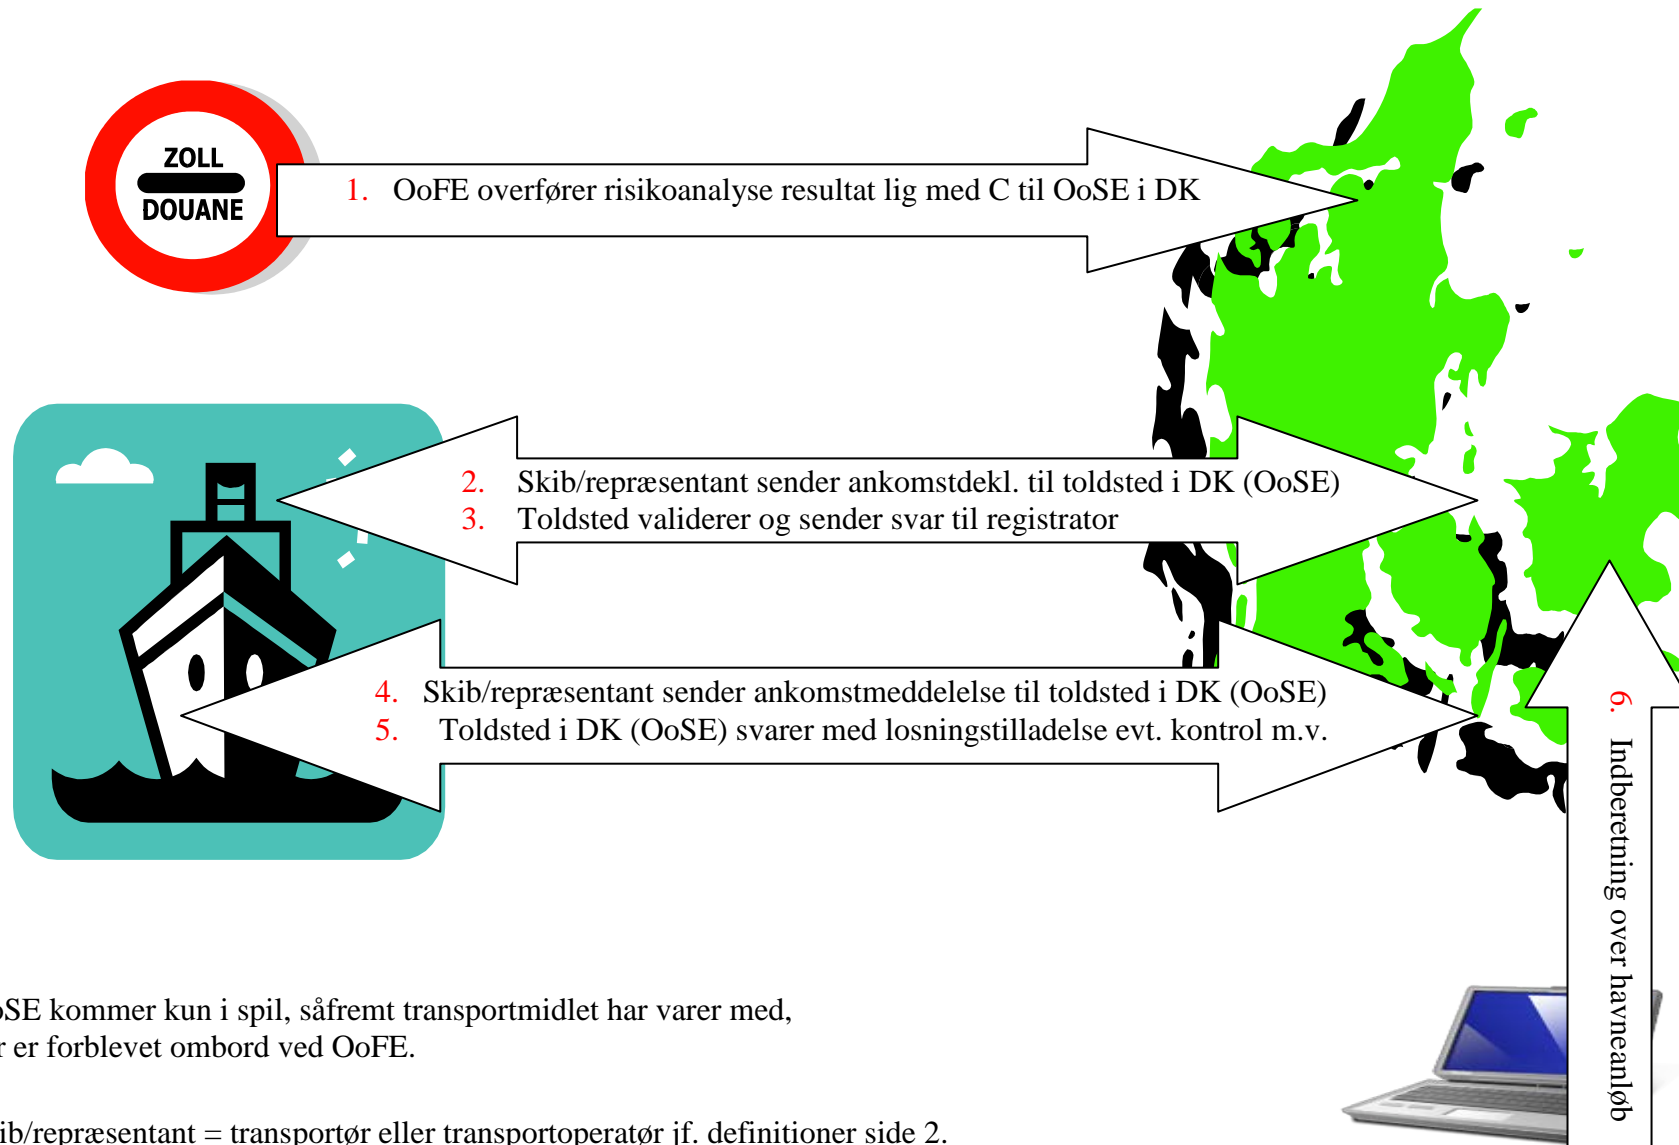 ZOLL
DOUANE
1. OoFE overfører risikoanalyse resultat lig med C til OoSE i DK
2. Skib/repræsentant sender ankomstdekl. til toldsted i DK (OoSE)
3. Toldsted validerer og sender svar til registrator
4. Skib/repræsentant sender ankomstmeddelelse til toldsted i DK (OoSE)
5. Toldsted i DK (OoSE) svarer med losningstilladelse evt. kontrol m.v.
6. Indberetning over havneanløb
oSE kommer kun i spil, såfremt transportmidlet har varer med,
r er forblevet ombord ved OoFE.
ib/repræsentant = transportør eller transportoperatør jf. definitioner side 2.